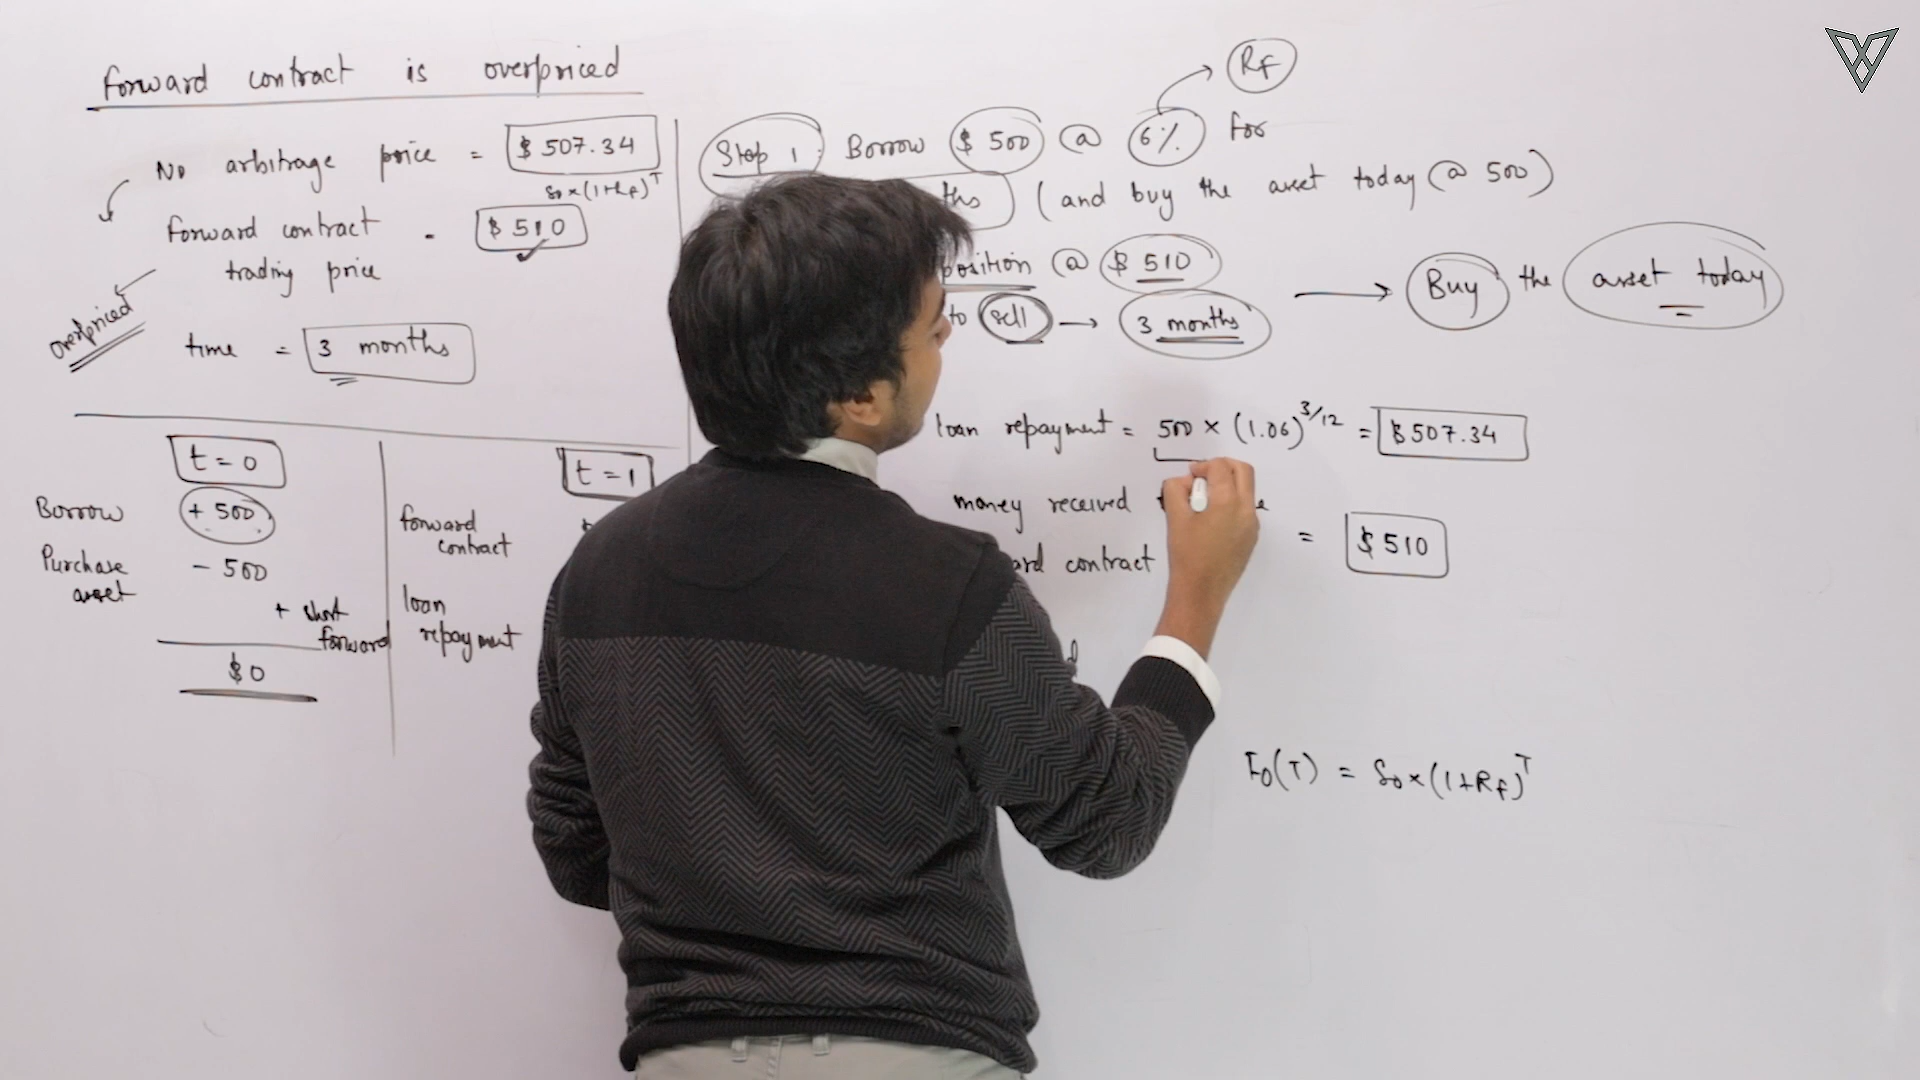 Forward contract is overpriced
No arbitrage price = $ 507.34
S0 × (1+Rf)^T
Forward contract trading price = $ 510
overpriced
time = 3 months
t = 0
Borrow + 500
Purchase asset - 500
+ short forward
$0
t = 1
forward contract
loan repayment
Rf
Step 1 Borrow $ 500 @ 6% for
(and buy the asset today @ 500)
position @ $ 510
to sell → 3 months → Buy the asset today
loan repayment = 500 × (1.06)^3/12 = $507.34
money received
contract = $510
F0(T) = S0 × (1+Rf)^T